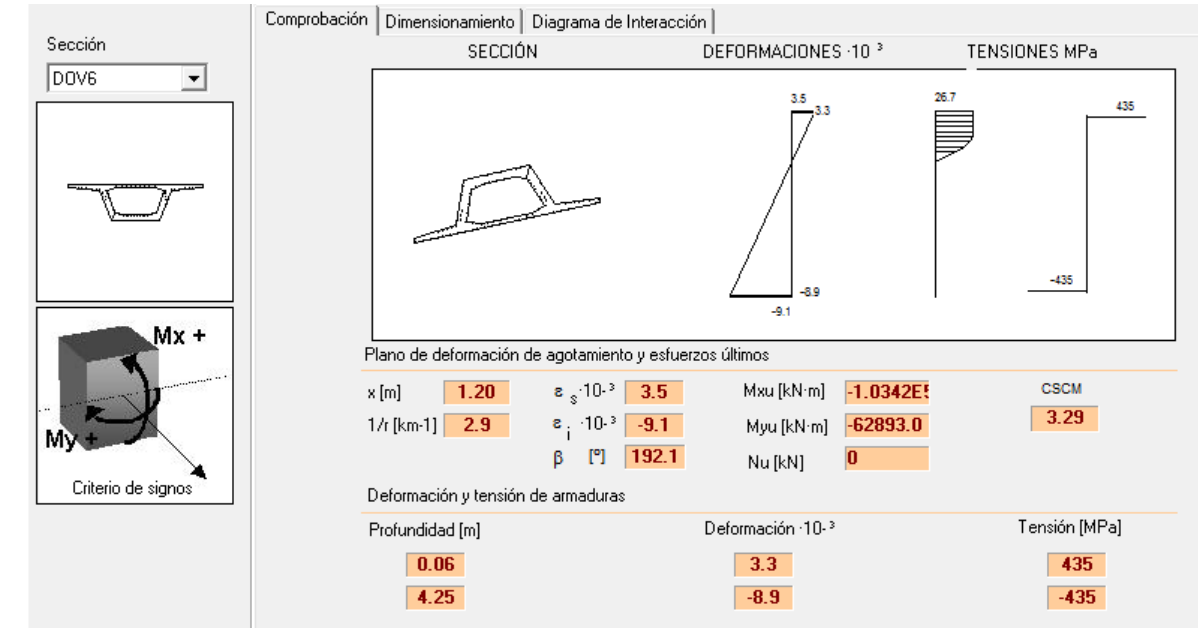 Comprobación Dimensionamiento Diagrama de Interacción
Sección
DOV6
SECCIÓN DEFORMACIONES ·10 ³ TENSIONES MPa
3.5
3.3
26.7
435
-8.9
-9.1
-435
Mx +
My +
Criterio de signos
Plano de deformación de agotamiento y esfuerzos últimos
x [m] 1.20 ε s ·10-³ 3.5 Mxu [kN·m] -1.0342E5 CSCM
1/r [km-1] 2.9 ε i ·10-³ -9.1 Myu [kN·m] -62893.0 3.29
β [º] 192.1 Nu [kN] 0
Deformación y tensión de armaduras
Profundidad [m] Deformación ·10-³ Tensión [MPa]
0.06 3.3 435
4.25 -8.9 -435